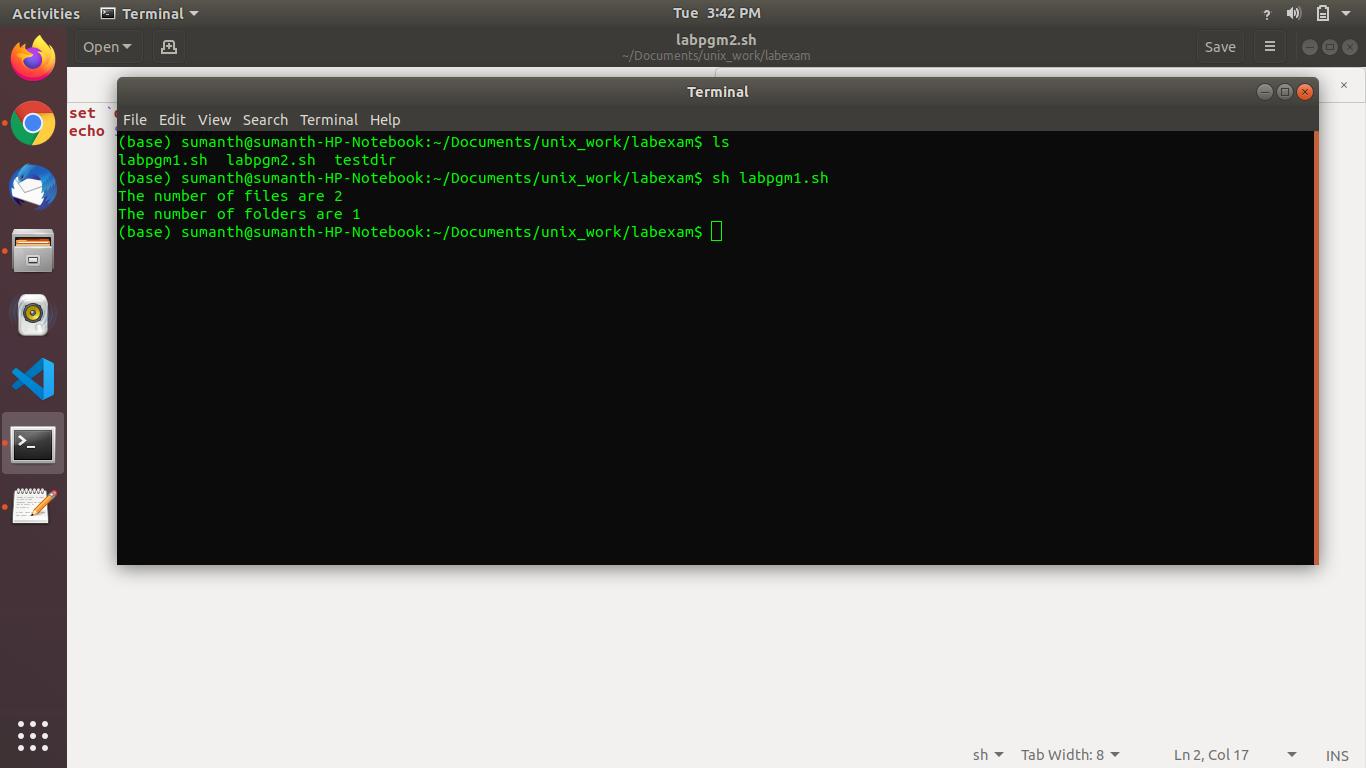 Activities Terminal Tue 3:42 PM ?
Open labpgm2.sh Save
~/Documents/unix_work/labexam
Terminal
set `
echo
File Edit View Search Terminal Help
(base) sumanth@sumanth-HP-Notebook:~/Documents/unix_work/labexam$ ls
labpgm1.sh labpgm2.sh testdir
(base) sumanth@sumanth-HP-Notebook:~/Documents/unix_work/labexam$ sh labpgm1.sh
The number of files are 2
The number of folders are 1
(base) sumanth@sumanth-HP-Notebook:~/Documents/unix_work/labexam$
sh Tab Width: 8 Ln 2, Col 17 INS